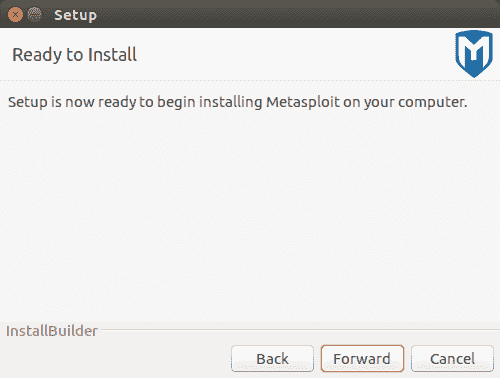 Setup
Ready to Install
Setup is now ready to begin installing Metasploit on your computer.
InstallBuilder
Back Forward Cancel